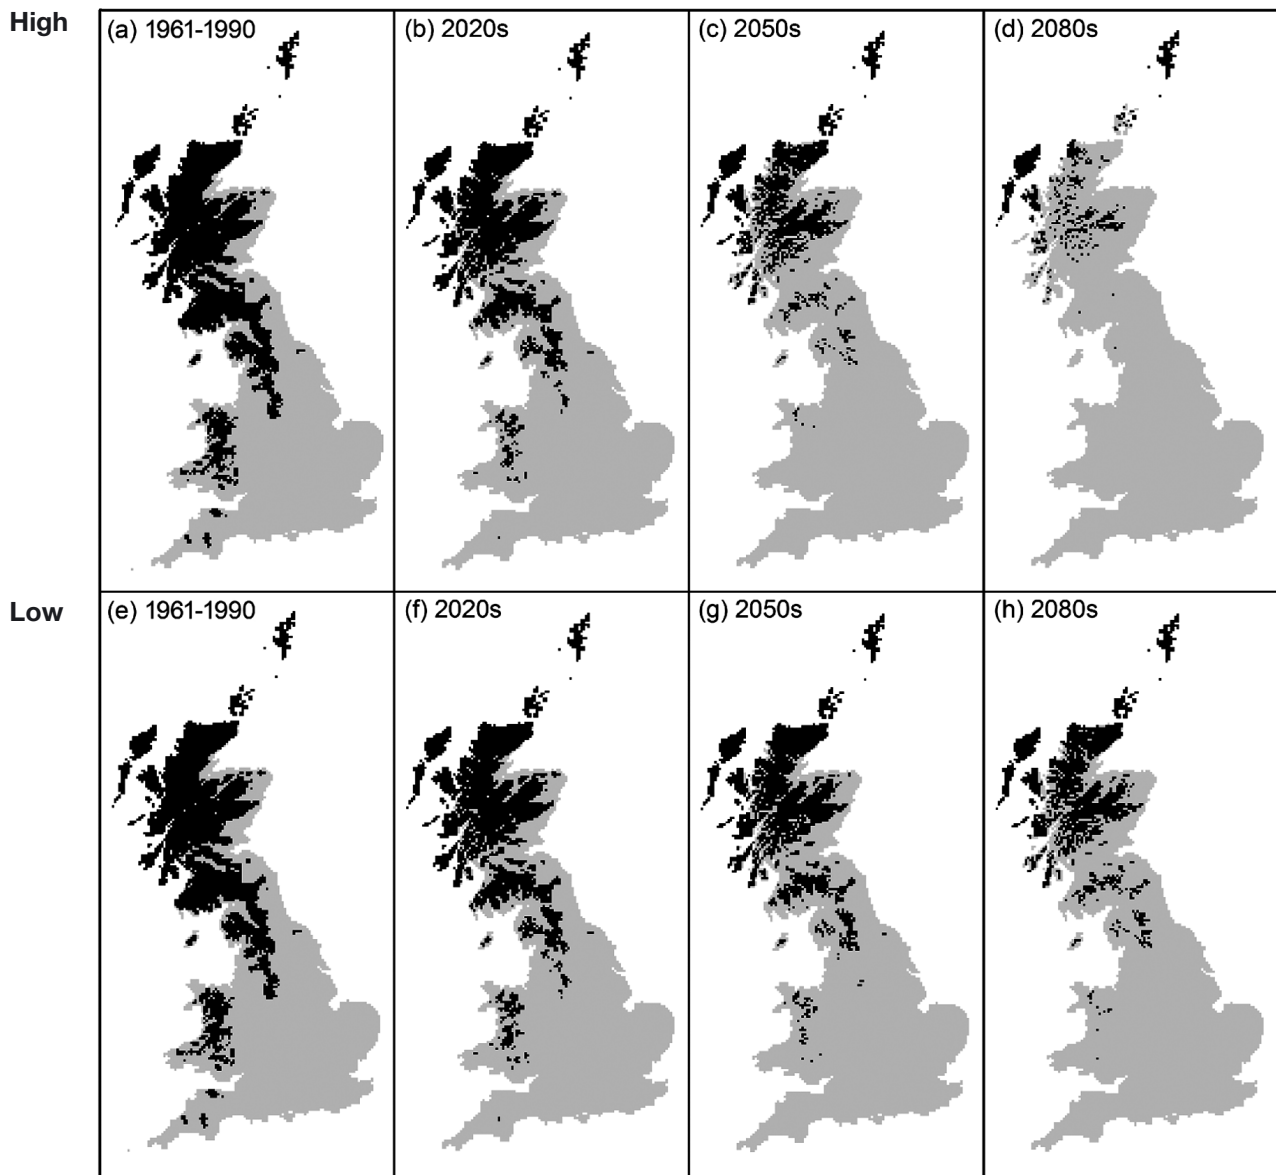 High
(a) 1961-1990
(b) 2020s
(c) 2050s
(d) 2080s
Low
(e) 1961-1990
(f) 2020s
(g) 2050s
(h) 2080s